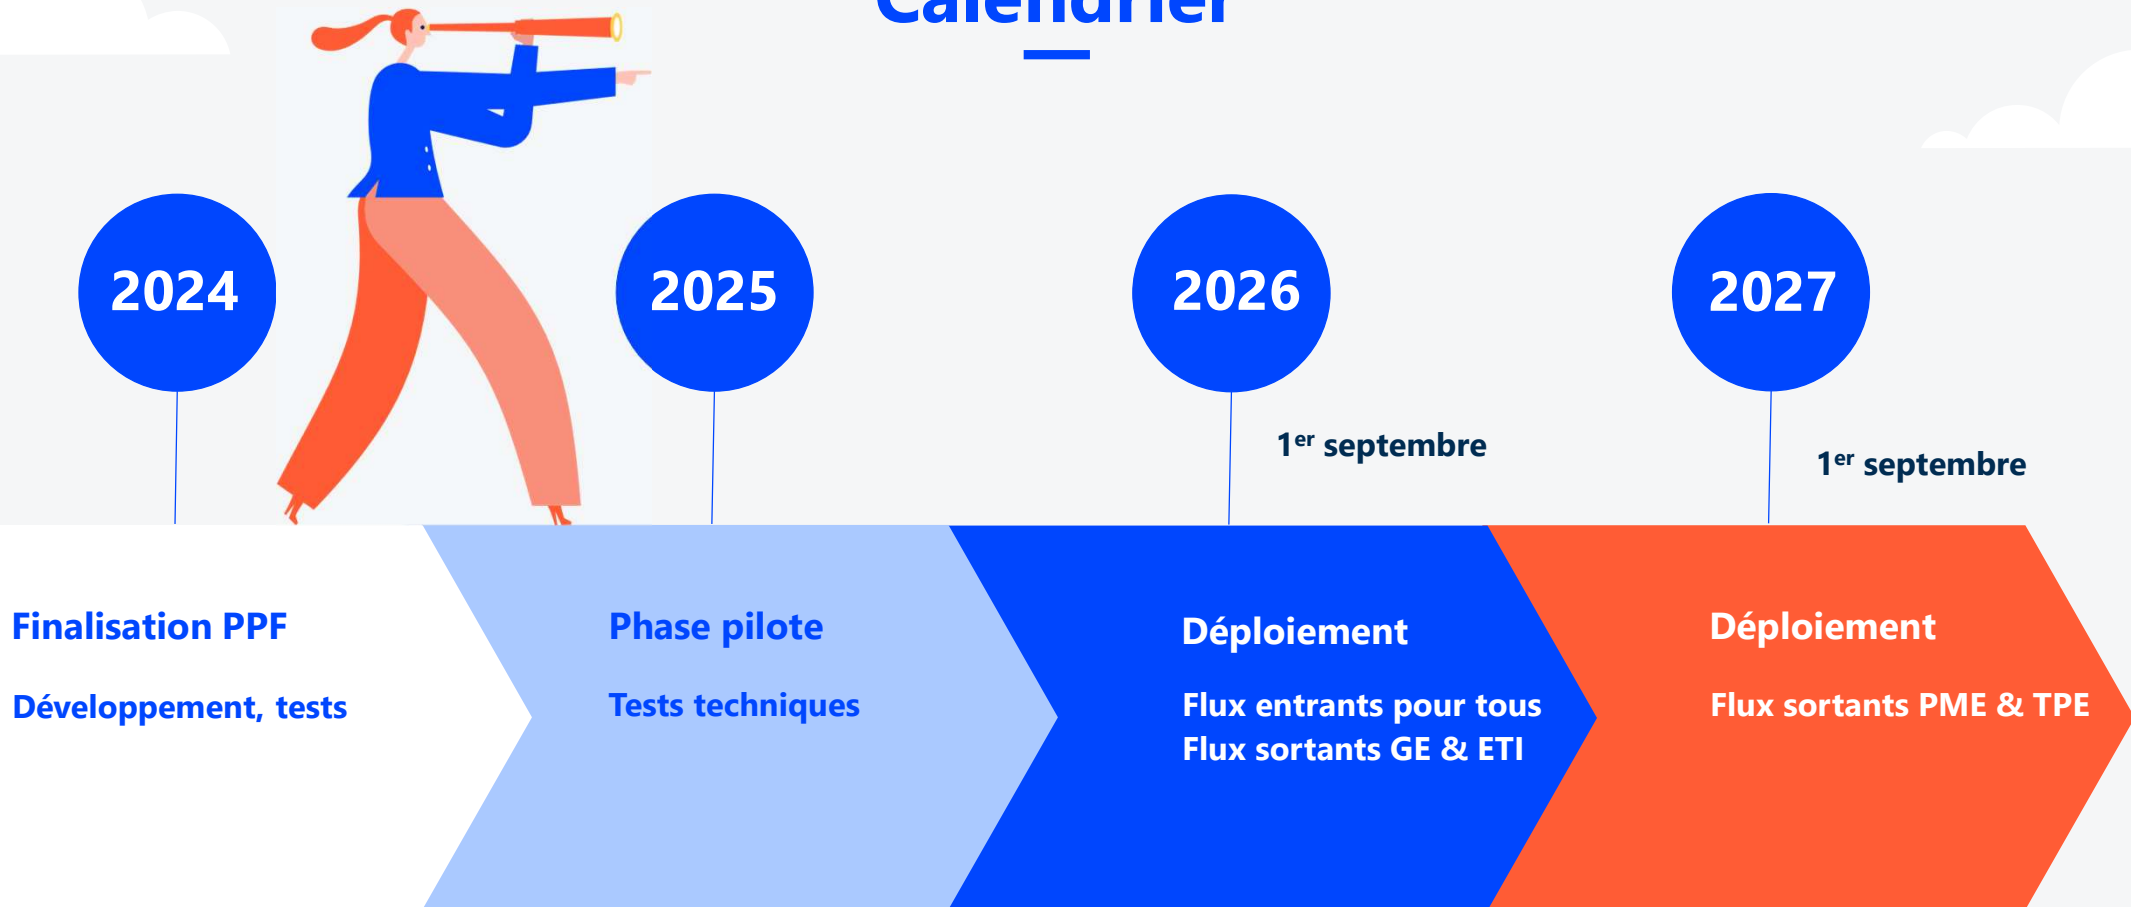 Calendrier
2024
2025
2026
2027
1er septembre
1er septembre
Finalisation PPF
Développement, tests
Phase pilote
Tests techniques
Déploiement
Flux entrants pour tous
Flux sortants GE & ETI
Déploiement
Flux sortants PME & TPE